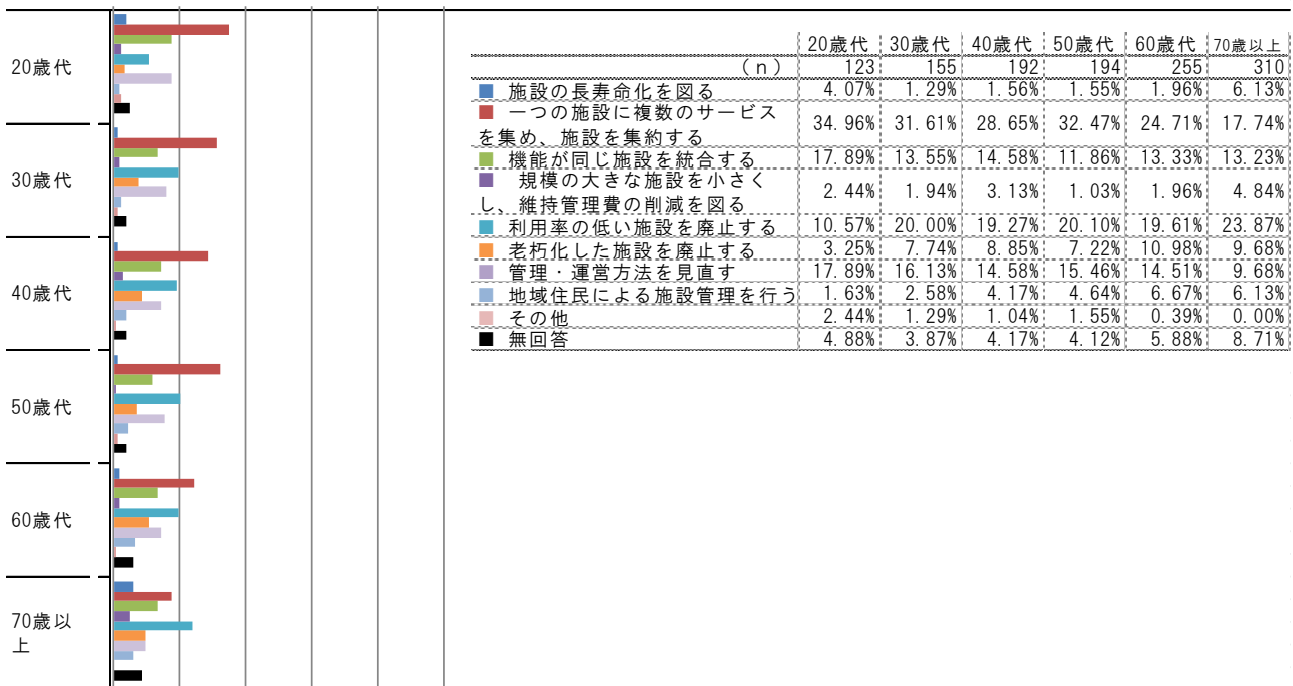 20歳代
30歳代
40歳代
50歳代
60歳代
70歳以
上
20歳代 30歳代 40歳代 50歳代 60歳代 70歳以上
(n) 123 155 192 194 255 310
施設の長寿命化を図る 4.07% 1.29% 1.56% 1.55% 1.96% 6.13%
一つの施設に複数のサービス
を集め、施設を集約する 34.96% 31.61% 28.65% 32.47% 24.71% 17.74%
機能が同じ施設を統合する 17.89% 13.55% 14.58% 11.86% 13.33% 13.23%
規模の大きな施設を小さく
し、維持管理費の削減を図る 2.44% 1.94% 3.13% 1.03% 1.96% 4.84%
利用率の低い施設を廃止する 10.57% 20.00% 19.27% 20.10% 19.61% 23.87%
老朽化した施設を廃止する 3.25% 7.74% 8.85% 7.22% 10.98% 9.68%
管理・運営方法を見直す 17.89% 16.13% 14.58% 15.46% 14.51% 9.68%
地域住民による施設管理を行う 1.63% 2.58% 4.17% 4.64% 6.67% 6.13%
その他 2.44% 1.29% 1.04% 1.55% 0.39% 0.00%
無回答 4.88% 3.87% 4.17% 4.12% 5.88% 8.71%